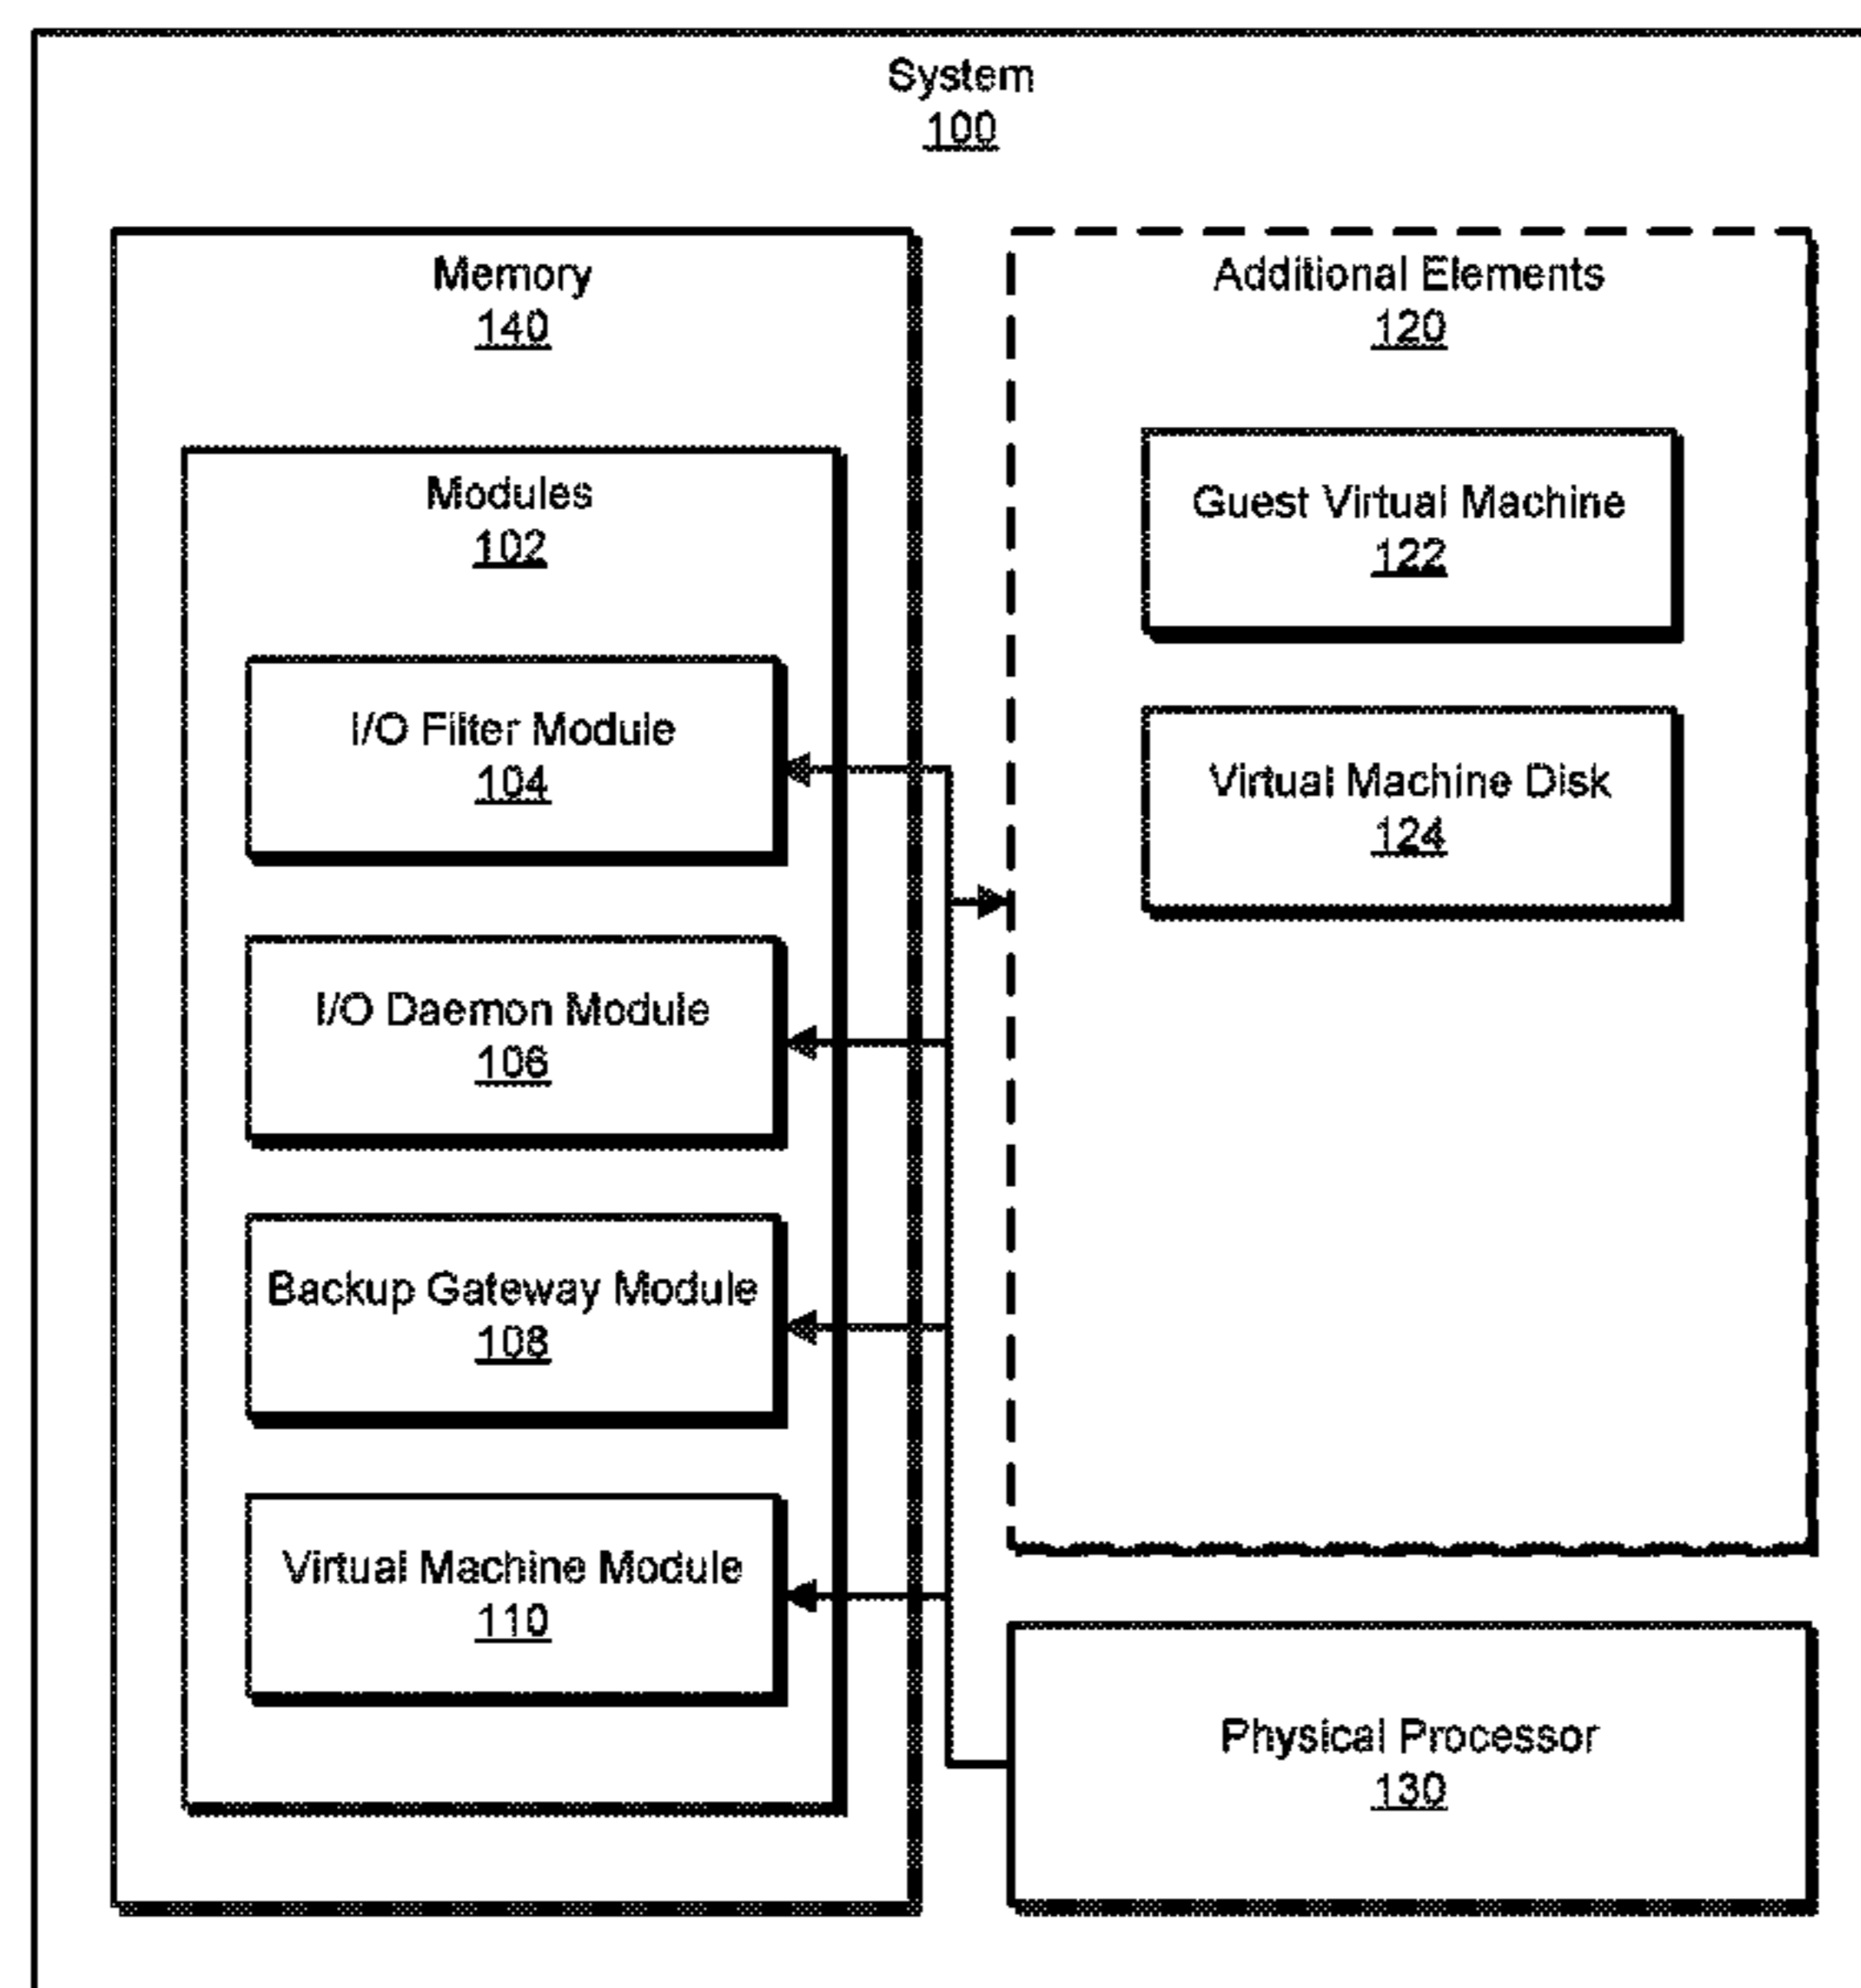 System
100
Memory
140
Modules
102
I/O Filter Module
104
I/O Daemon Module
106
Backup Gateway Module
108
Virtual Machine Module
110
Additional Elements
120
Guest Virtual Machine
122
Virtual Machine Disk
124
Physical Processor
130